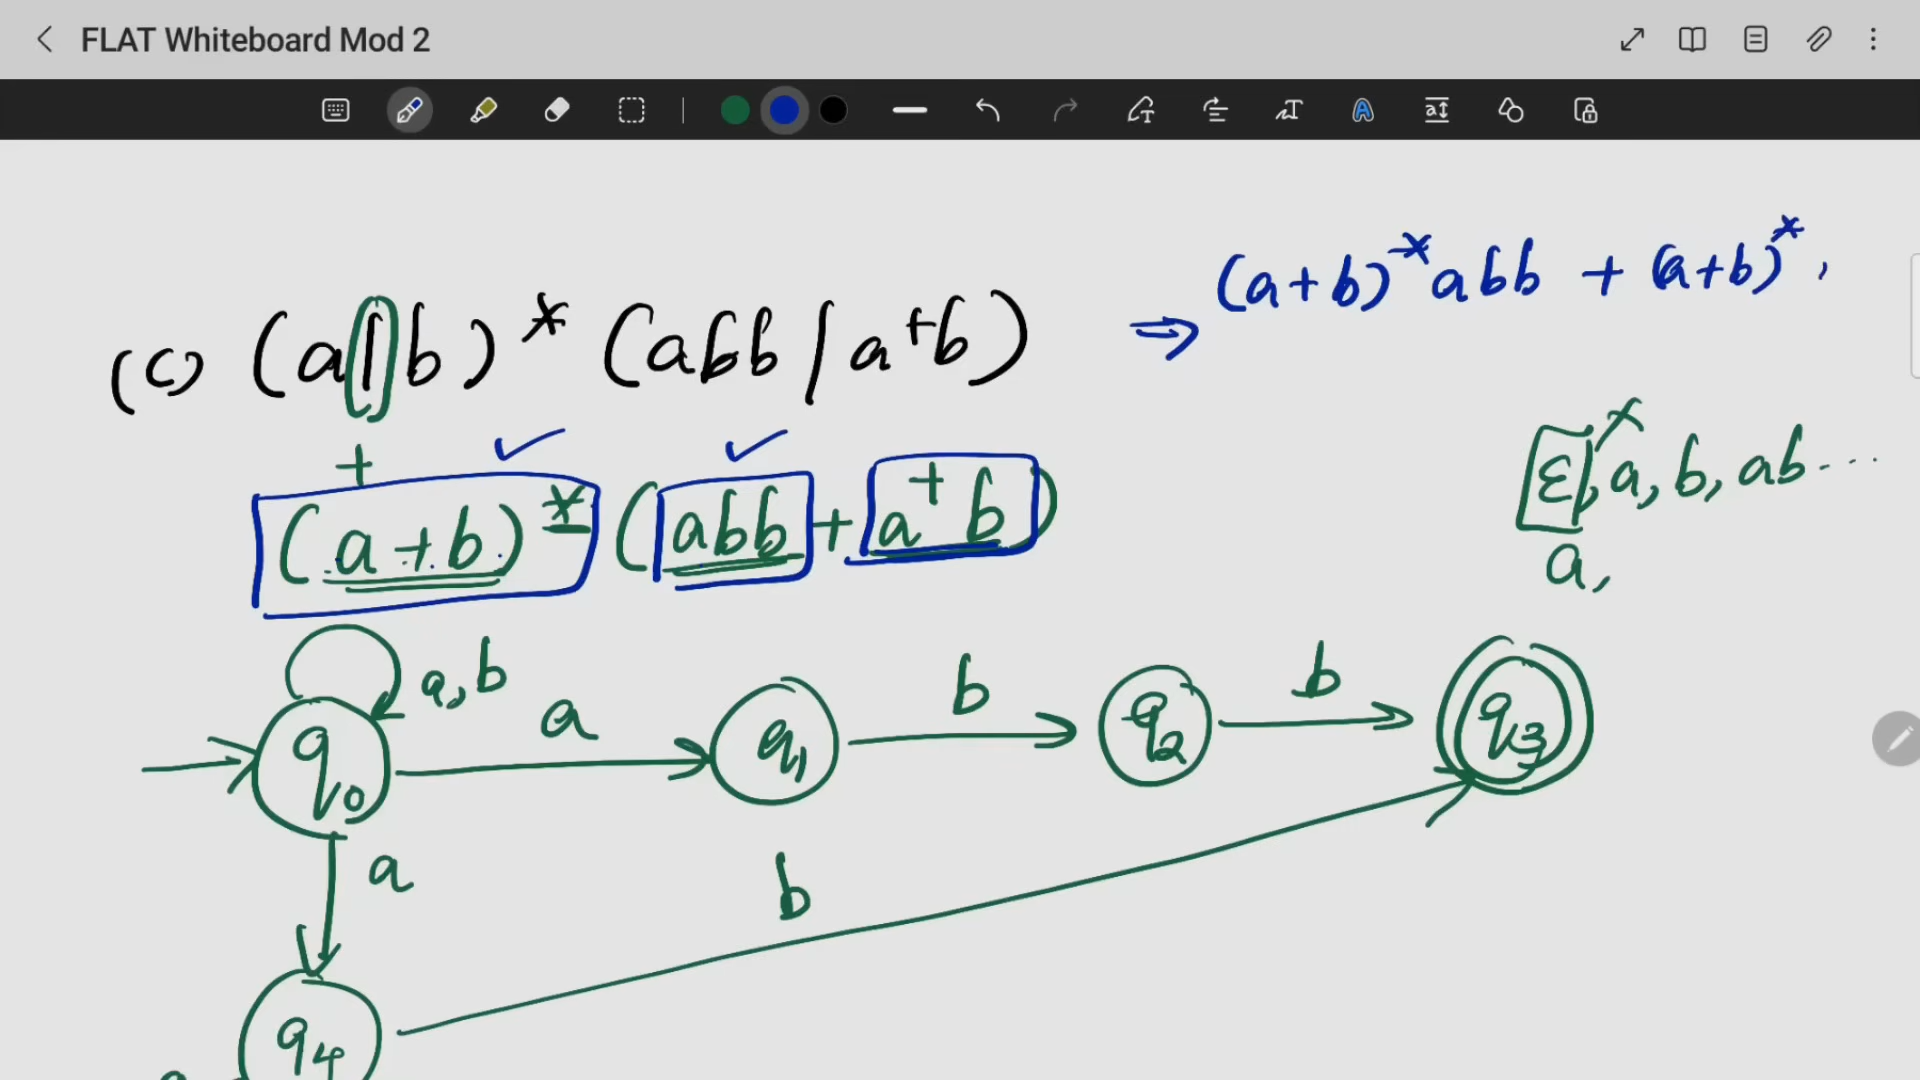 FLAT Whiteboard Mod 2
(a+b)* abb + (a+b)* .
(c) (a|b)* (abb / a⁺b) ⇒
+
Ɛ, a, b, ab...
(a+b)* (abb + a⁺b)
a,
a, b
a
b
b
q0
q1
q2
q3
a
b
q4
a